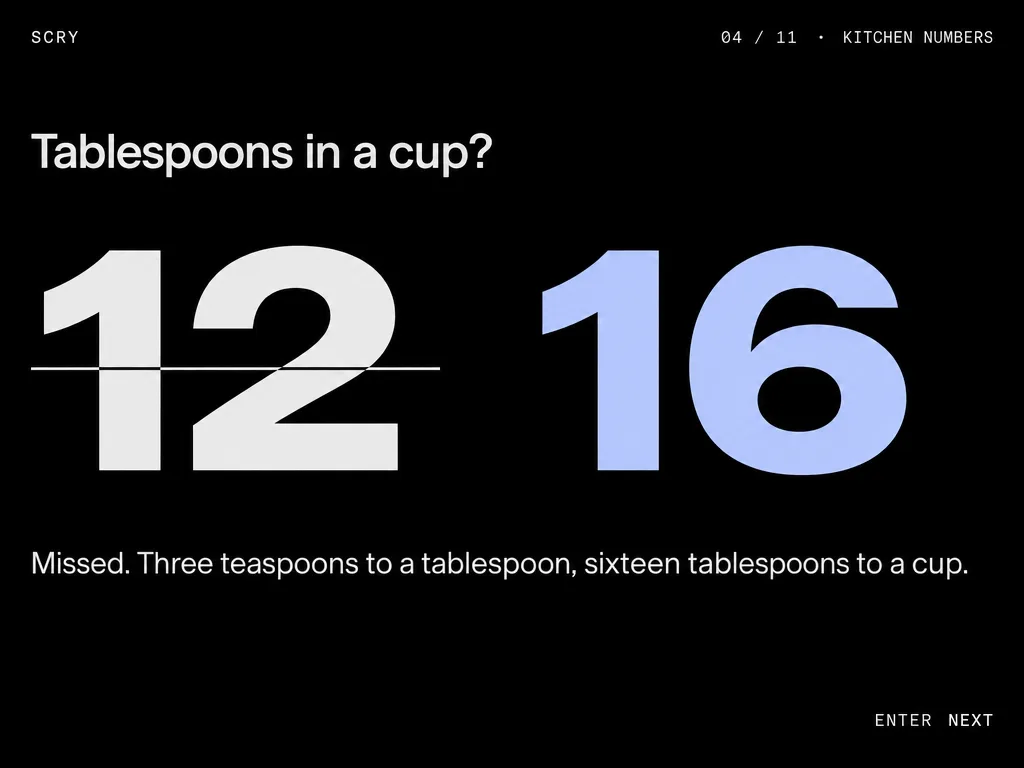 SCRY
04 / 11 · KITCHEN NUMBERS
Tablespoons in a cup?
12 16
Missed. Three teaspoons to a tablespoon, sixteen tablespoons to a cup.
ENTER NEXT